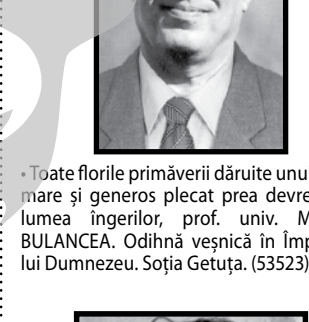 • Toate florile primăverii dăruite unu
mare și generos plecat prea devre
lumea îngerilor, prof. univ. M
BULANCEA. Odihnă veșnică în Împ
lui Dumnezeu. Soția Getuța. (53523)